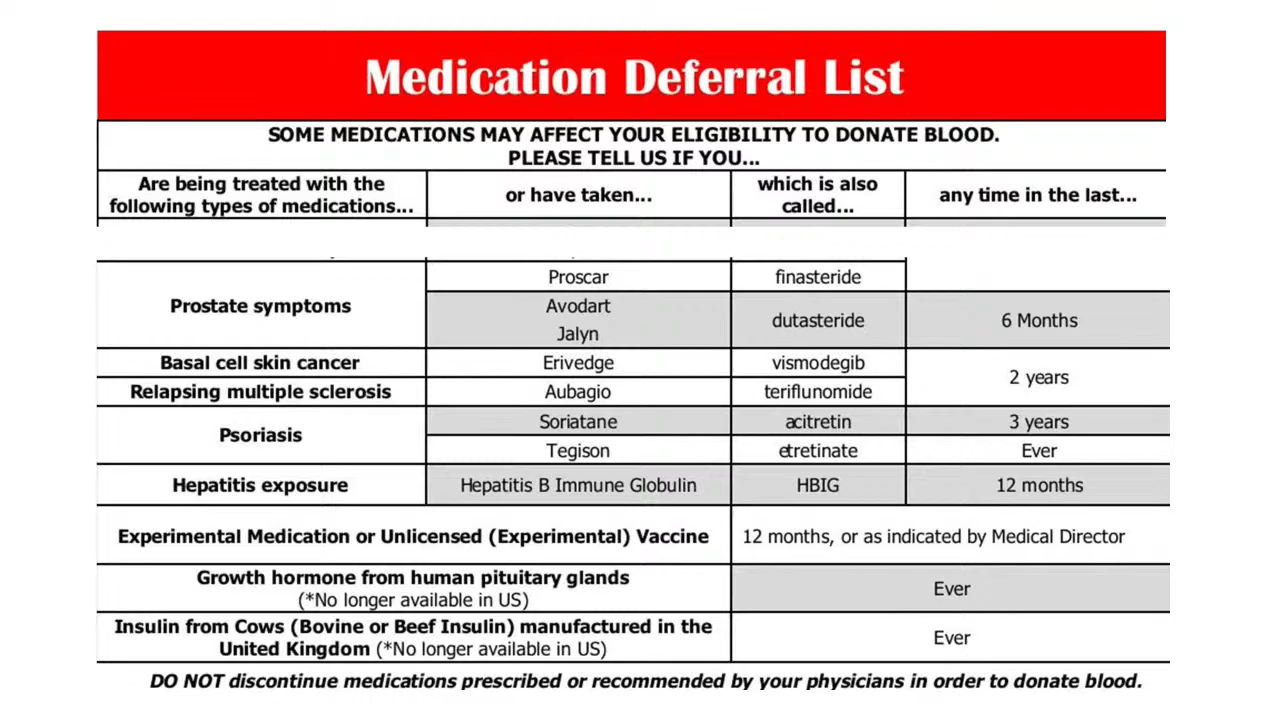 Medication Deferral List
SOME MEDICATIONS MAY AFFECT YOUR ELIGIBILITY TO DONATE BLOOD.
PLEASE TELL US IF YOU...
Are being treated with the
following types of medications...
or have taken...
which is also
called...
any time in the last...
Prostate symptoms
Proscar
finasteride
Avodart
Jalyn
dutasteride
6 Months
Basal cell skin cancer
Erivedge
vismodegib
2 years
Relapsing multiple sclerosis
Aubagio
teriflunomide
Psoriasis
Soriatane
acitretin
3 years
Tegison
etretinate
Ever
Hepatitis exposure
Hepatitis B Immune Globulin
HBIG
12 months
Experimental Medication or Unlicensed (Experimental) Vaccine
12 months, or as indicated by Medical Director
Growth hormone from human pituitary glands
(*No longer available in US)
Ever
Insulin from Cows (Bovine or Beef Insulin) manufactured in the
United Kingdom (*No longer available in US)
Ever
DO NOT discontinue medications prescribed or recommended by your physicians in order to donate blood.